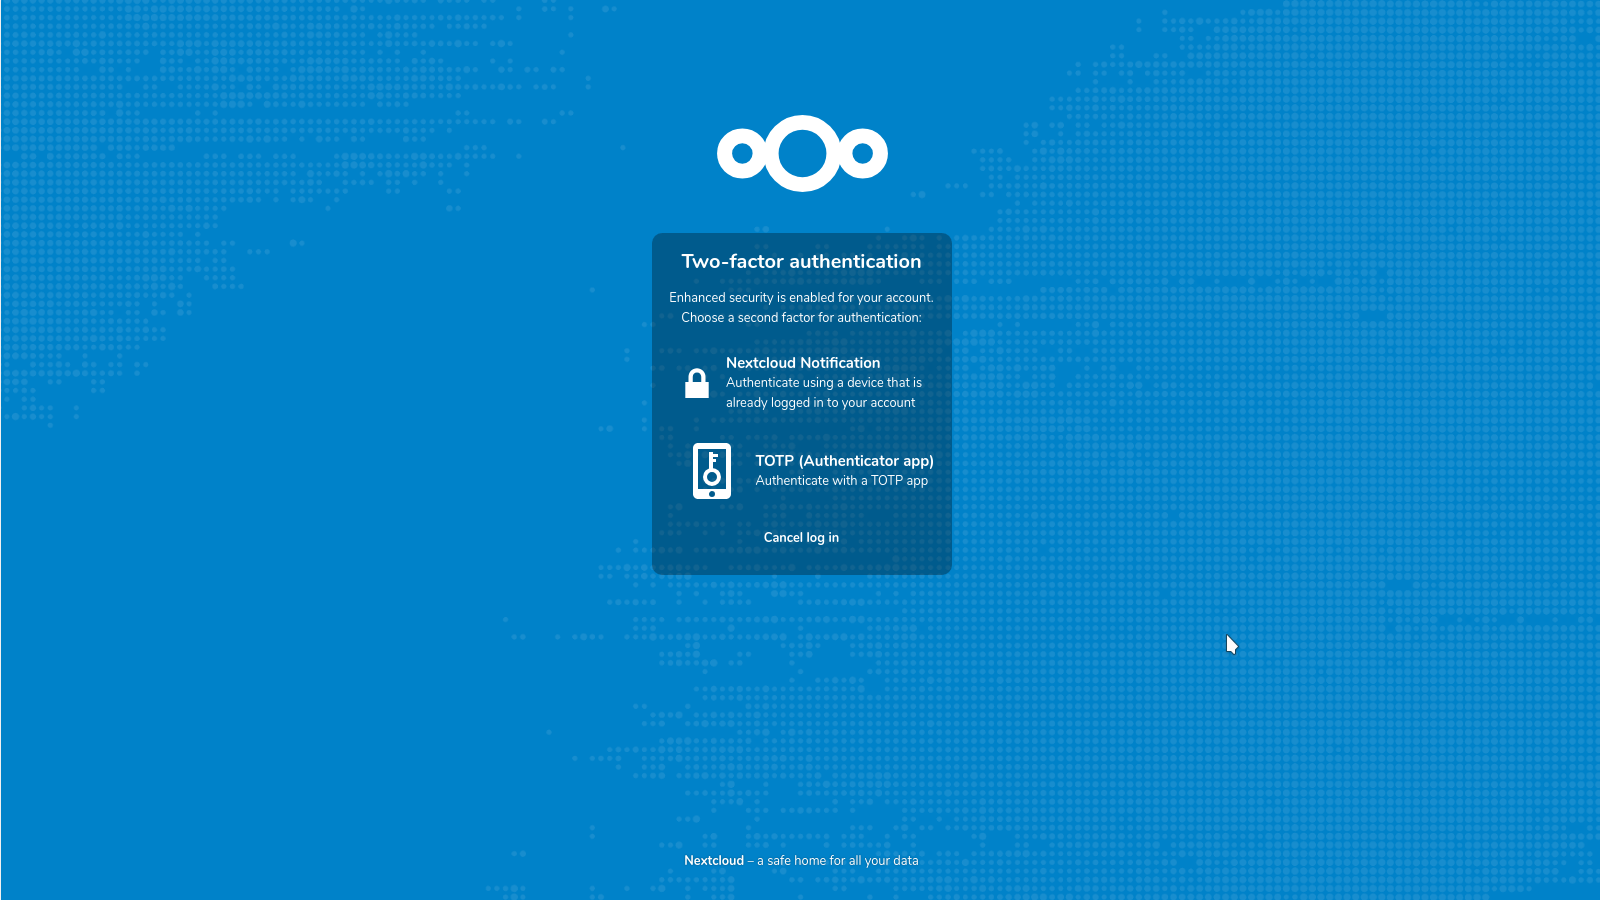 Two-factor authentication
Enhanced security is enabled for your account.
Choose a second factor for authentication:
Nextcloud Notification
Authenticate using a device that is
already logged in to your account
TOTP (Authenticator app)
Authenticate with a TOTP app
Cancel log in
Nextcloud – a safe home for all your data